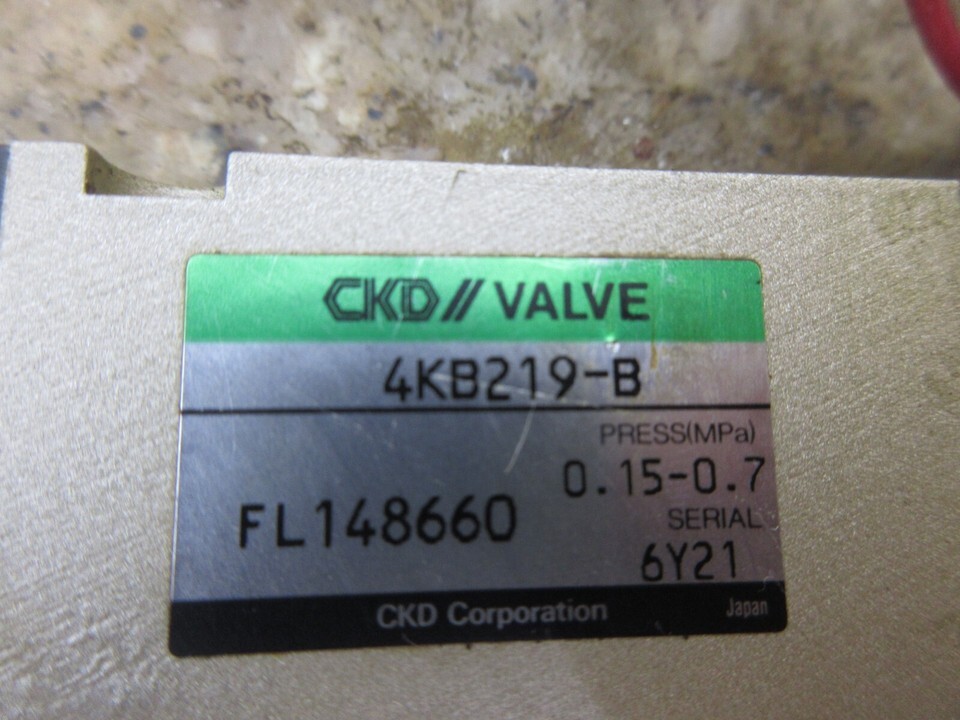 CKD// VALVE
4KB219-B
PRESS(MPa)
0.15-0.7
FL148660
SERIAL
6Y21
CKD Corporation Japan